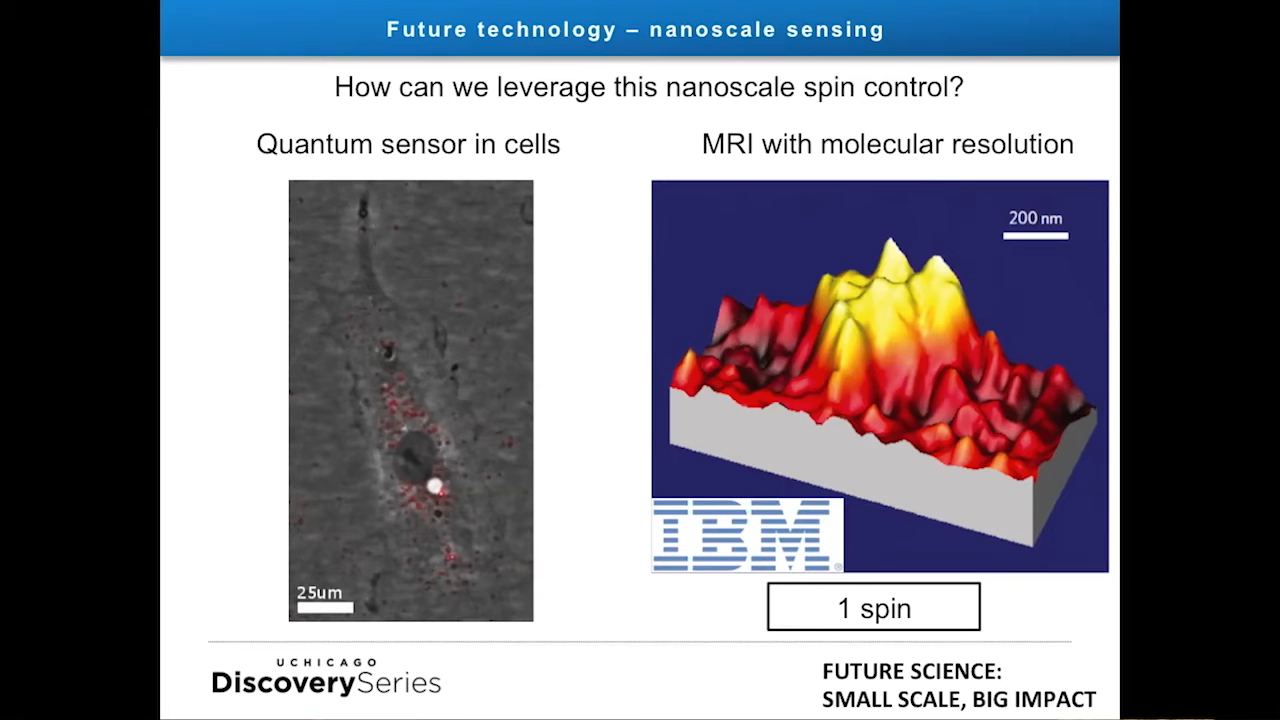 Future technology – nanoscale sensing
How can we leverage this nanoscale spin control?
Quantum sensor in cells
MRI with molecular resolution
25um
200 nm
IBM
®
1 spin
UCHICAGO
DiscoverySeries
FUTURE SCIENCE:
SMALL SCALE, BIG IMPACT